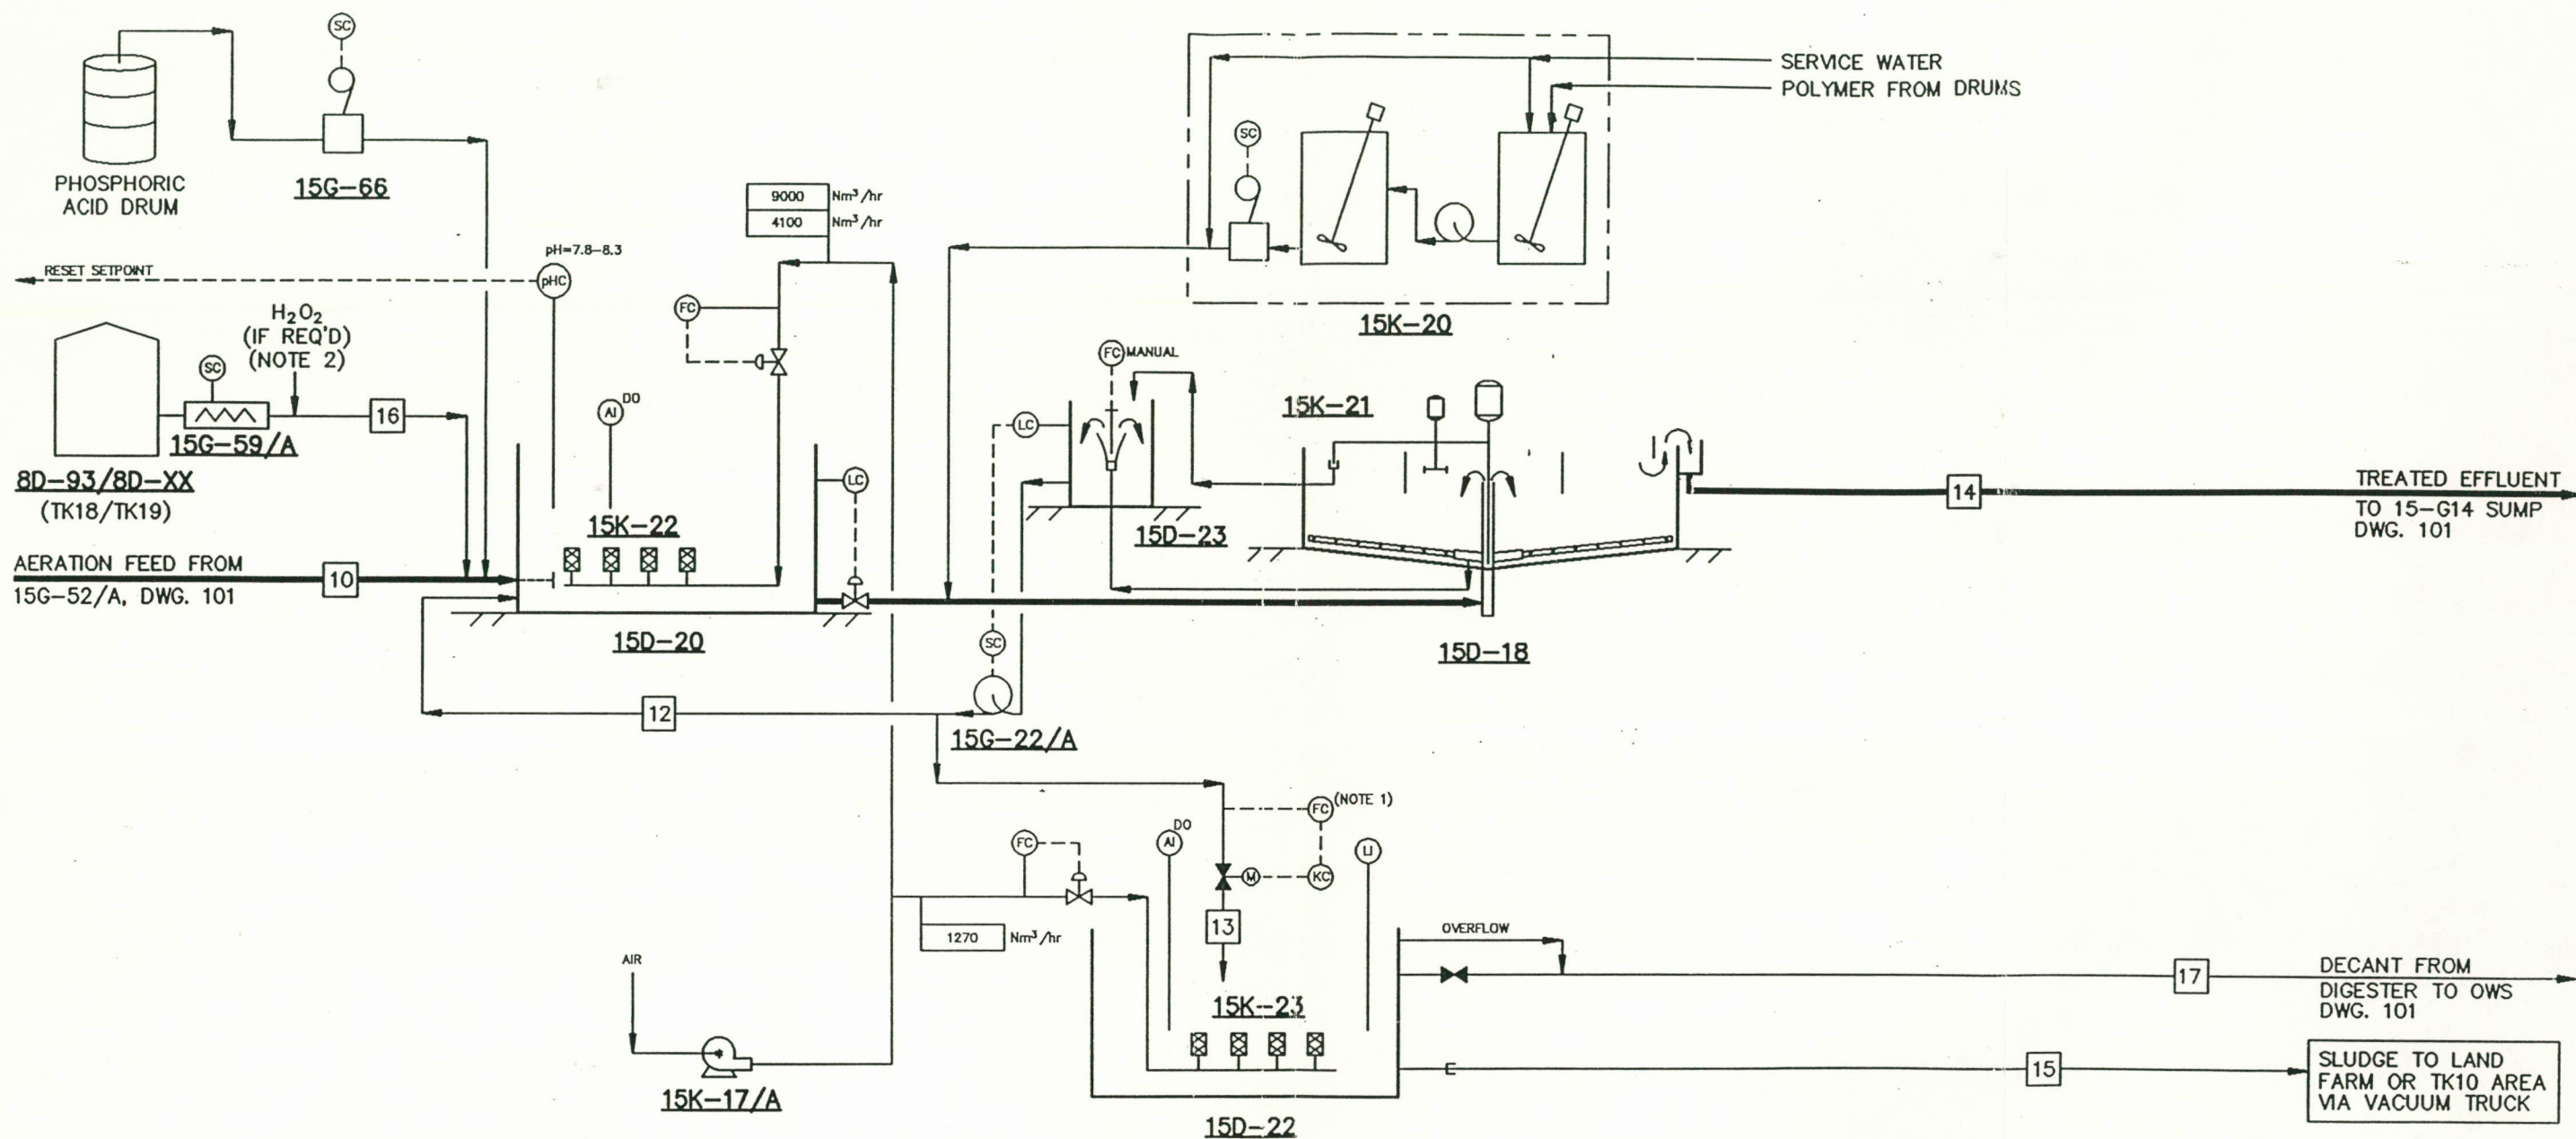 SC
SERVICE WATER
POLYMER FROM DRUMS
SC
PHOSPHORIC
ACID DRUM
15G-66
9000 Nm³/hr
4100 Nm³/hr
pH=7.8-8.3
RESET SETPOINT
pHC
H₂O₂
(IF REQ'D)
(NOTE 2)
FC
15K-20
FC MANUAL
SC
16
AI DO
LC
15K-21
15G-59/A
8D-93/8D-XX
(TK18/TK19)
LC
TREATED EFFLUENT
14
TO 15-G14 SUMP
DWG. 101
15K-22
15D-23
AERATION FEED FROM
10
15G-52/A, DWG. 101
15D-20
SC
15D-18
12
15G-22/A
FC (NOTE 1)
AI DO
FC
LI
M
KC
13
1270 Nm³/hr
OVERFLOW
AIR
17
DECANT FROM
DIGESTER TO OWS
DWG. 101
15K-23
15
SLUDGE TO LAND
FARM OR TK10 AREA
VIA VACUUM TRUCK
15K-17/A
15D-22